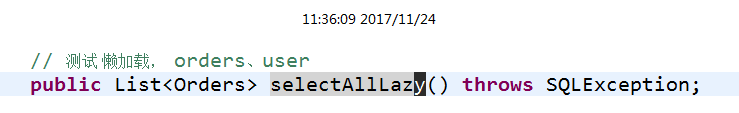 11:36:09 2017/11/24
// 测试 懒加载, orders、user
public List<Orders> selectAllLazy() throws SQLException;